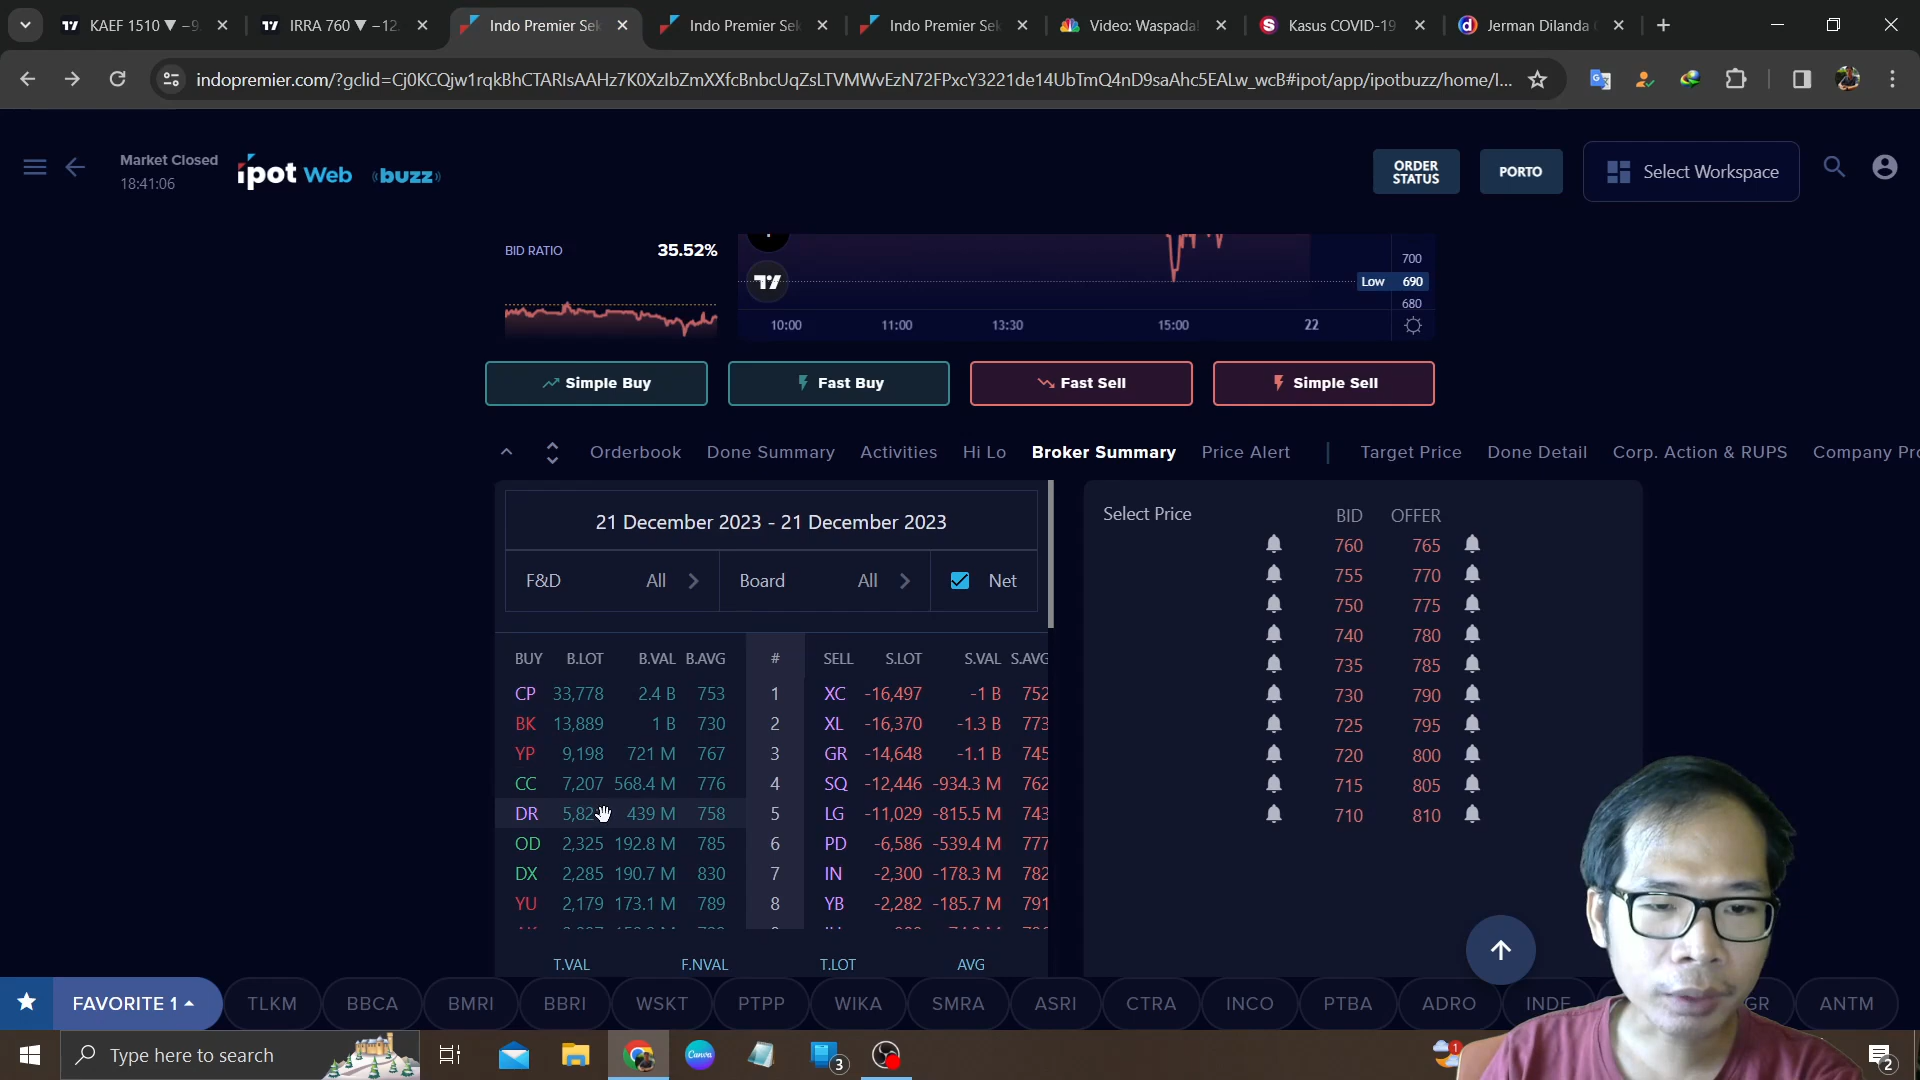 KAEF 1510 ▼ −9. IRRA 760 ▼ −12. Indo Premier Sek Indo Premier Sek Indo Premier Sek Video: Waspada! Kasus COVID-19 Jerman Dilanda
indopremier.com/?gclid=Cj0KCQjw1rqkBhCTARIsAAHz7K0XzIbZmXXfcBnbcUqZsLTVMWvEzN72FPxcY3221de14UbTmQ4nD9saAhc5EALw_wcB#ipot/app/ipotbuzz/home/I...
Market Closed
18:41:06
ipot Web buzz
ORDER STATUS
PORTO
Select Workspace
BID RATIO 35.52%
700
Low 690
680
10:00 11:00 13:30 15:00 22
Simple Buy Fast Buy Fast Sell Simple Sell
Orderbook Done Summary Activities Hi Lo Broker Summary Price Alert | Target Price Done Detail Corp. Action & RUPS Company Pro
21 December 2023 - 21 December 2023
F&D All Board All Net
BUY B.LOT B.VAL B.AVG # SELL S.LOT S.VAL S.AVG
CP 33,778 2.4 B 753 1 XC -16,497 -1 B 752
BK 13,889 1 B 730 2 XL -16,370 -1.3 B 773
YP 9,198 721 M 767 3 GR -14,648 -1.1 B 745
CC 7,207 568.4 M 776 4 SQ -12,446 -934.3 M 762
DR 5,82 439 M 758 5 LG -11,029 -815.5 M 743
OD 2,325 192.8 M 785 6 PD -6,586 -539.4 M 777
DX 2,285 190.7 M 830 7 IN -2,300 -178.3 M 782
YU 2,179 173.1 M 789 8 YB -2,282 -185.7 M 791
T.VAL F.NVAL T.LOT AVG
Select Price BID OFFER
760 765
755 770
750 775
740 780
735 785
730 790
725 795
720 800
715 805
710 810
FAVORITE 1 TLKM BBCA BMRI BBRI WSKT PTPP WIKA SMRA ASRI CTRA INCO PTBA ADRO INDF GR ANTM
Type here to search
Canva
3
1
2